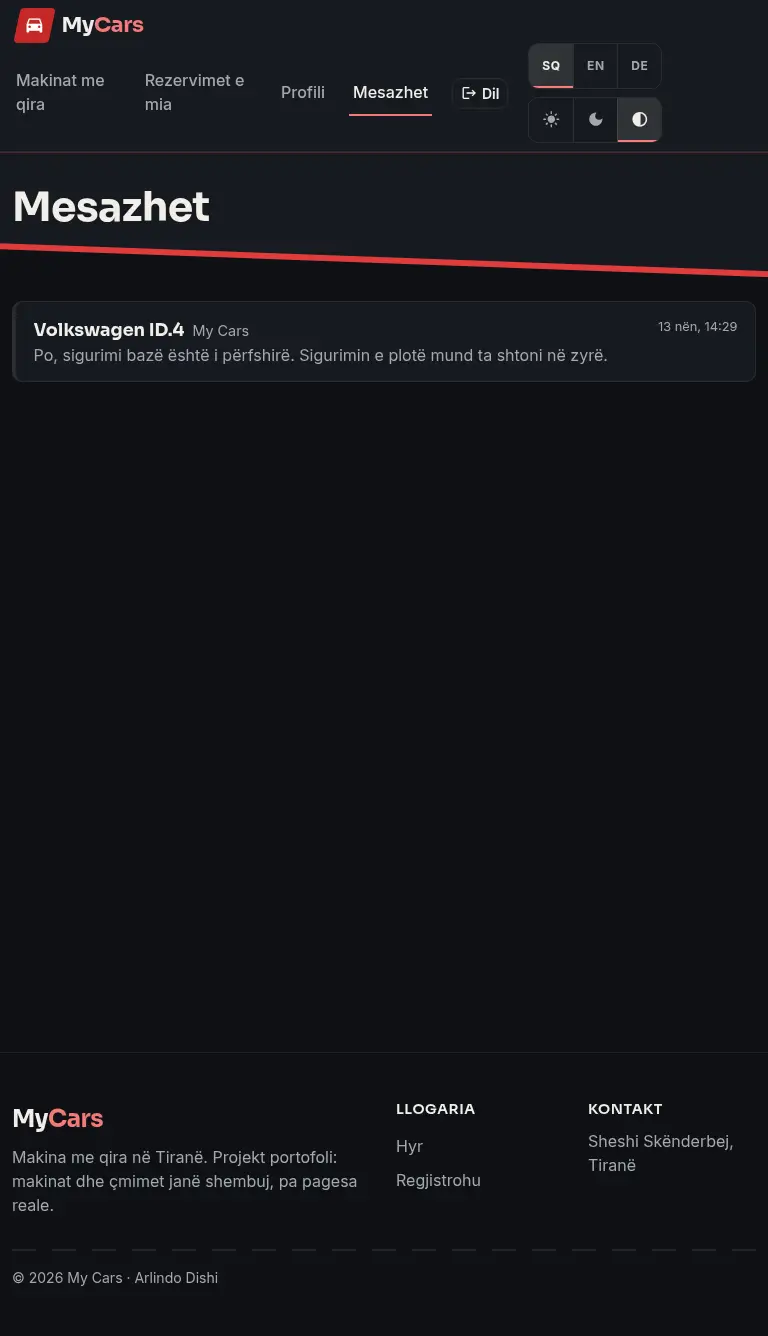 MyCars
Makinat me
qira
Rezervimet e
mia
Profili
Mesazhet
Dil
SQ
EN
DE
Mesazhet
Volkswagen ID.4 My Cars
13 nën, 14:29
Po, sigurimi bazë është i përfshirë. Sigurimin e plotë mund ta shtoni në zyrë.
MyCars
Makina me qira në Tiranë. Projekt portofoli:
makinat dhe çmimet janë shembuj, pa pagesa
reale.
LLOGARIA
Hyr
Regjistrohu
KONTAKT
Sheshi Skënderbej,
Tiranë
© 2026 My Cars · Arlindo Dishi